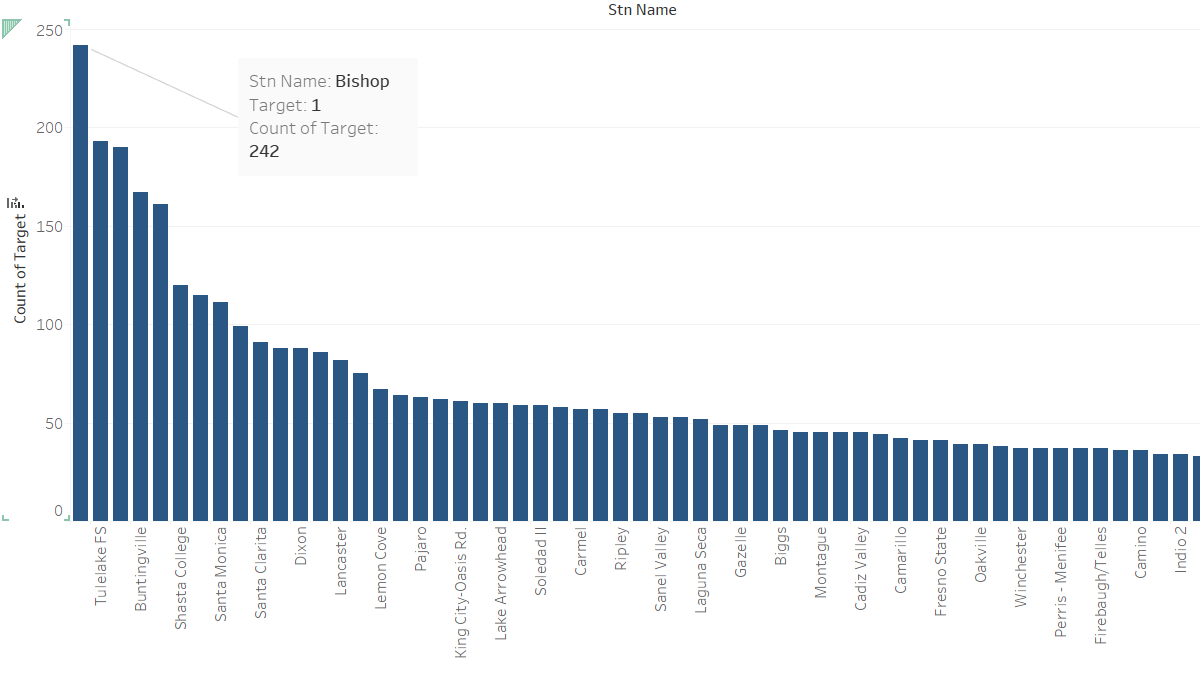 Stn Name
250
200
150
100
50
0
Count of Target
Stn Name: Bishop
Target: 1
Count of Target:
242
Tulelake FS
Buntingville
Shasta College
Santa Monica
Santa Clarita
Dixon
Lancaster
Lemon Cove
Pajaro
King City-Oasis Rd.
Lake Arrowhead
Soledad II
Carmel
Ripley
Sanel Valley
Laguna Seca
Gazelle
Biggs
Montague
Cadiz Valley
Camarillo
Fresno State
Oakville
Winchester
Perris - Menifee
Firebaugh/Telles
Camino
Indio 2